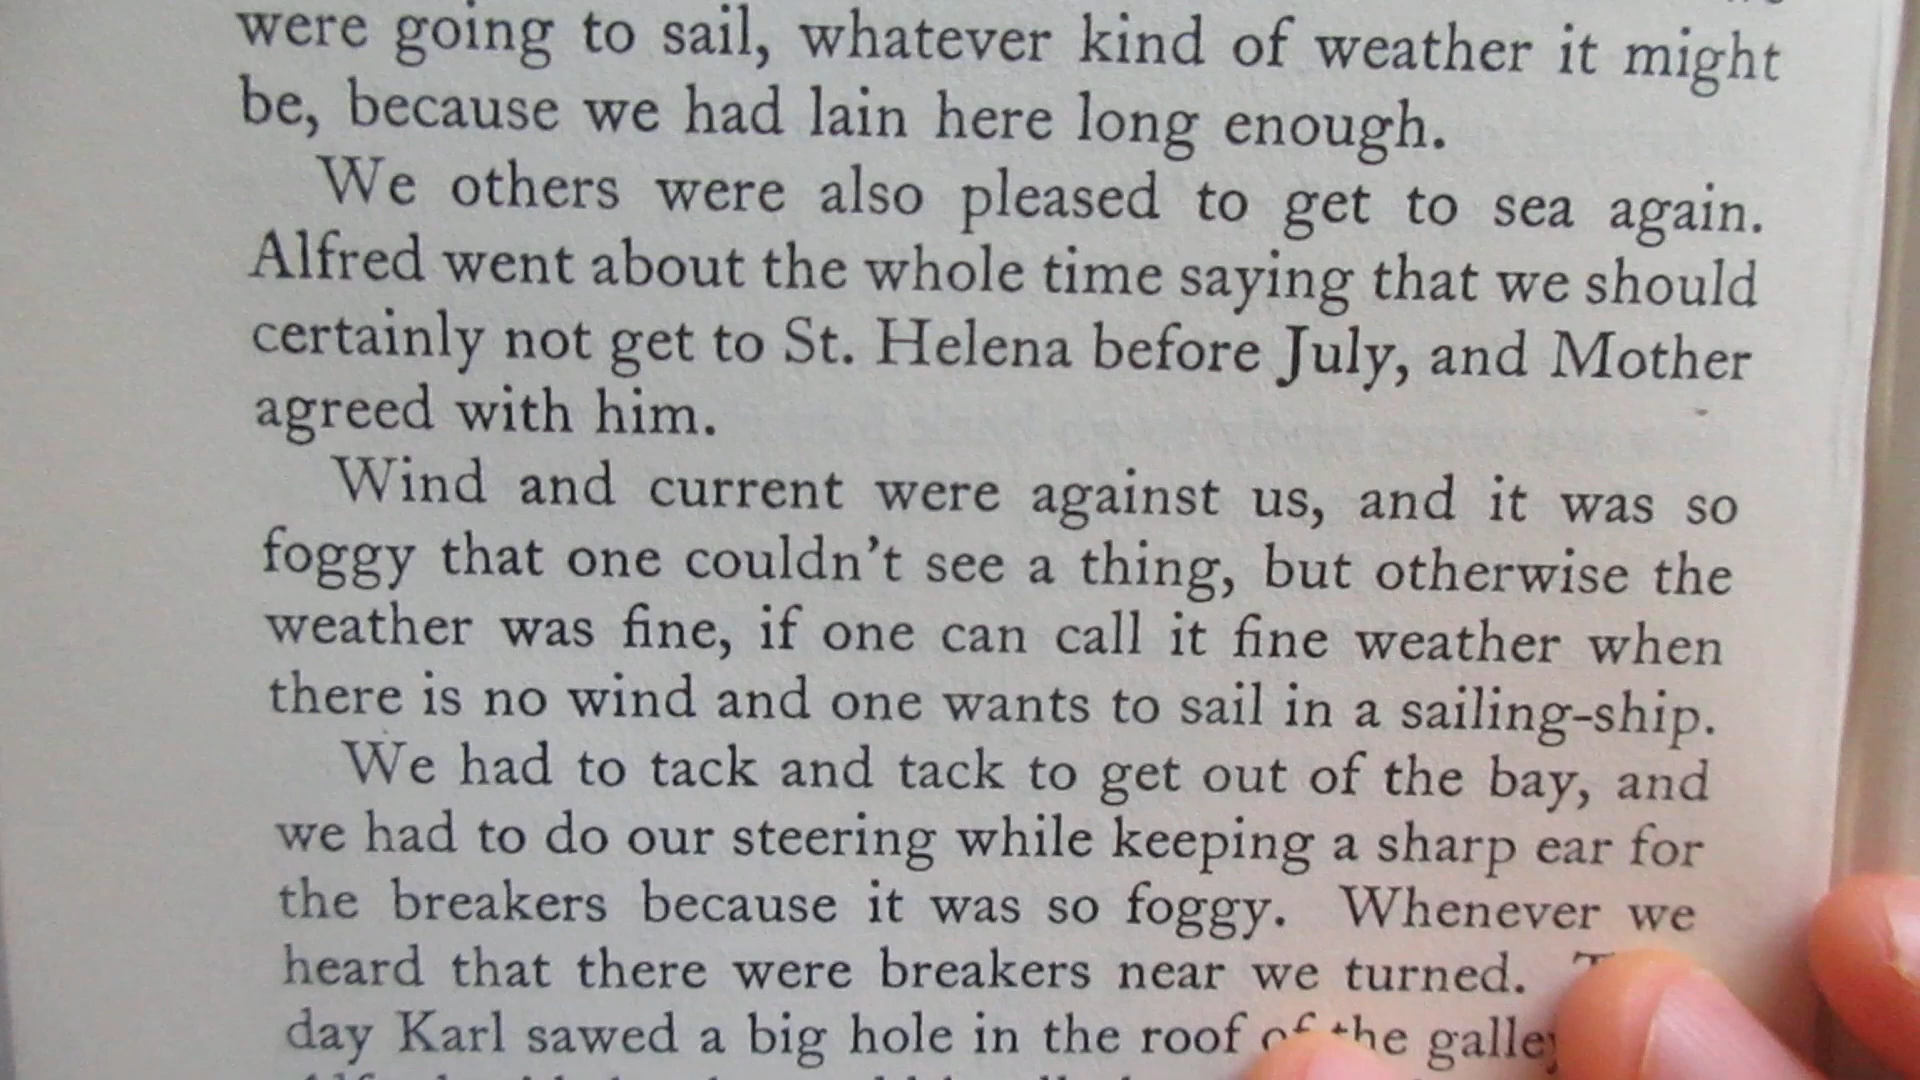 were going to sail, whatever kind of weather it might
be, because we had lain here long enough.
We others were also pleased to get to sea again.
Alfred went about the whole time saying that we should
certainly not get to St. Helena before July, and Mother
agreed with him.
Wind and current were against us, and it was so
foggy that one couldn't see a thing, but otherwise the
weather was fine, if one can call it fine weather when
there is no wind and one wants to sail in a sailing-ship.
We had to tack and tack to get out of the bay, and
we had to do our steering while keeping a sharp ear for
the breakers because it was so foggy. Whenever we
heard that there were breakers near we turned.
day Karl sawed a big hole in the roof of the galley